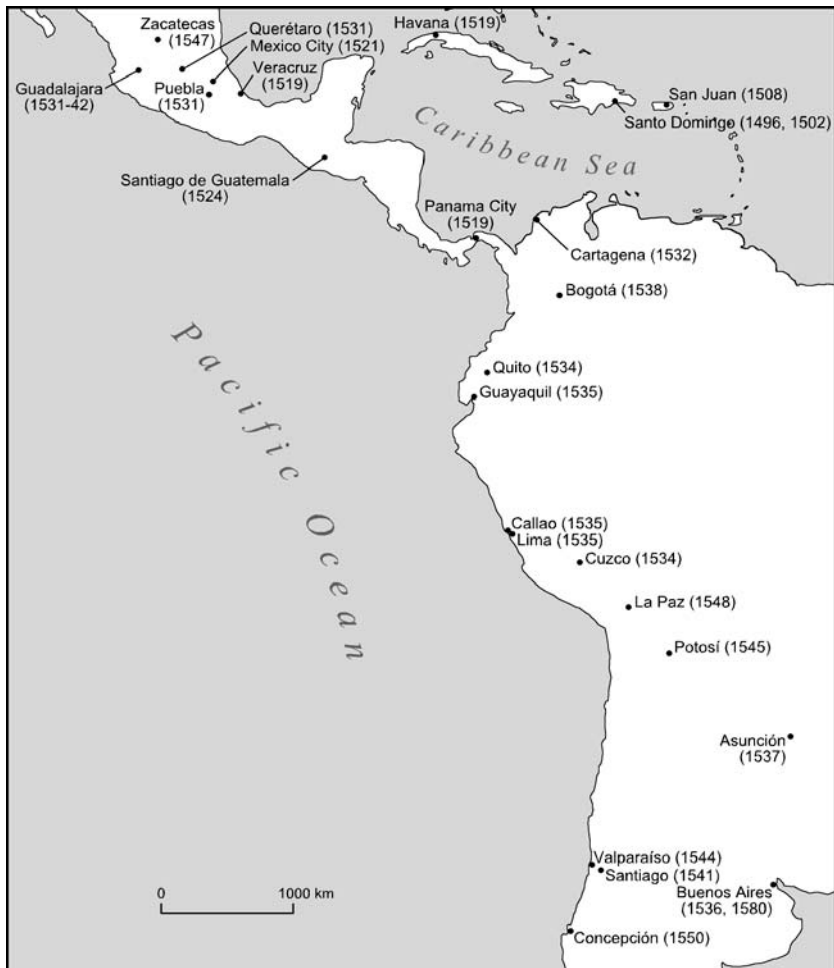 Zacatecas
(1547)
Querétaro (1531)
Mexico City (1521)
Havana (1519)
Guadalajara
(1531-42)
Puebla
(1531)
Veracruz
(1519)
San Juan (1508)
Santo Domingo (1496, 1502)
Caribbean Sea
Santiago de Guatemala
(1524)
Panama City
(1519)
Cartagena (1532)
Bogotá (1538)
Pacific Ocean
Quito (1534)
Guayaquil (1535)
Callao (1535)
Lima (1535)
Cuzco (1534)
La Paz (1548)
Potosí (1545)
Asunción
(1537)
Valparaíso (1544)
Santiago (1541)
Buenos Aires
(1536, 1580)
Concepción (1550)
0 1000 km